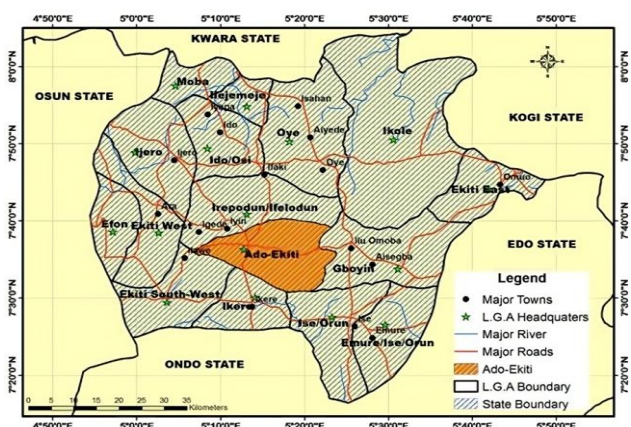 4°50'0"E 5°0'0"E 5°10'0"E 5°20'0"E 5°30'0"E 5°40'0"E 5°50'0"E
KWARA STATE
OSUN STATE
KOGI STATE
EDO STATE
ONDO STATE
8°0'0"N
7°50'0"N
7°40'0"N
7°30'0"N
7°20'0"N
Moba
Ilejemeje
Isahan
Iyapa
Ido
Oye
Aiyede
Ikole
Ijero
Ijero
Ido/Osi
Ifaki
Oye
Omuo
Ekiti East
Ara
Irepodun/Ifelodun
Efon
Ekiti West
Igede
Iyin
Ilawe
Ado-Ekiti
Ilu Omoba
Aisegba
Gboyin
Ekiti South-West
Ikere
Ikere
Ise/Orun
Ise
Emure
Emure/Ise/Orun
Legend
Major Towns
L.G.A Headquaters
Major River
Major Roads
Ado-Ekiti
L.G.A Boundary
State Boundary
0 5 10 15 20 25 30 35
Kilometers
4°50'0"E 5°0'0"E 5°10'0"E 5°20'0"E 5°30'0"E 5°40'0"E 5°50'0"E